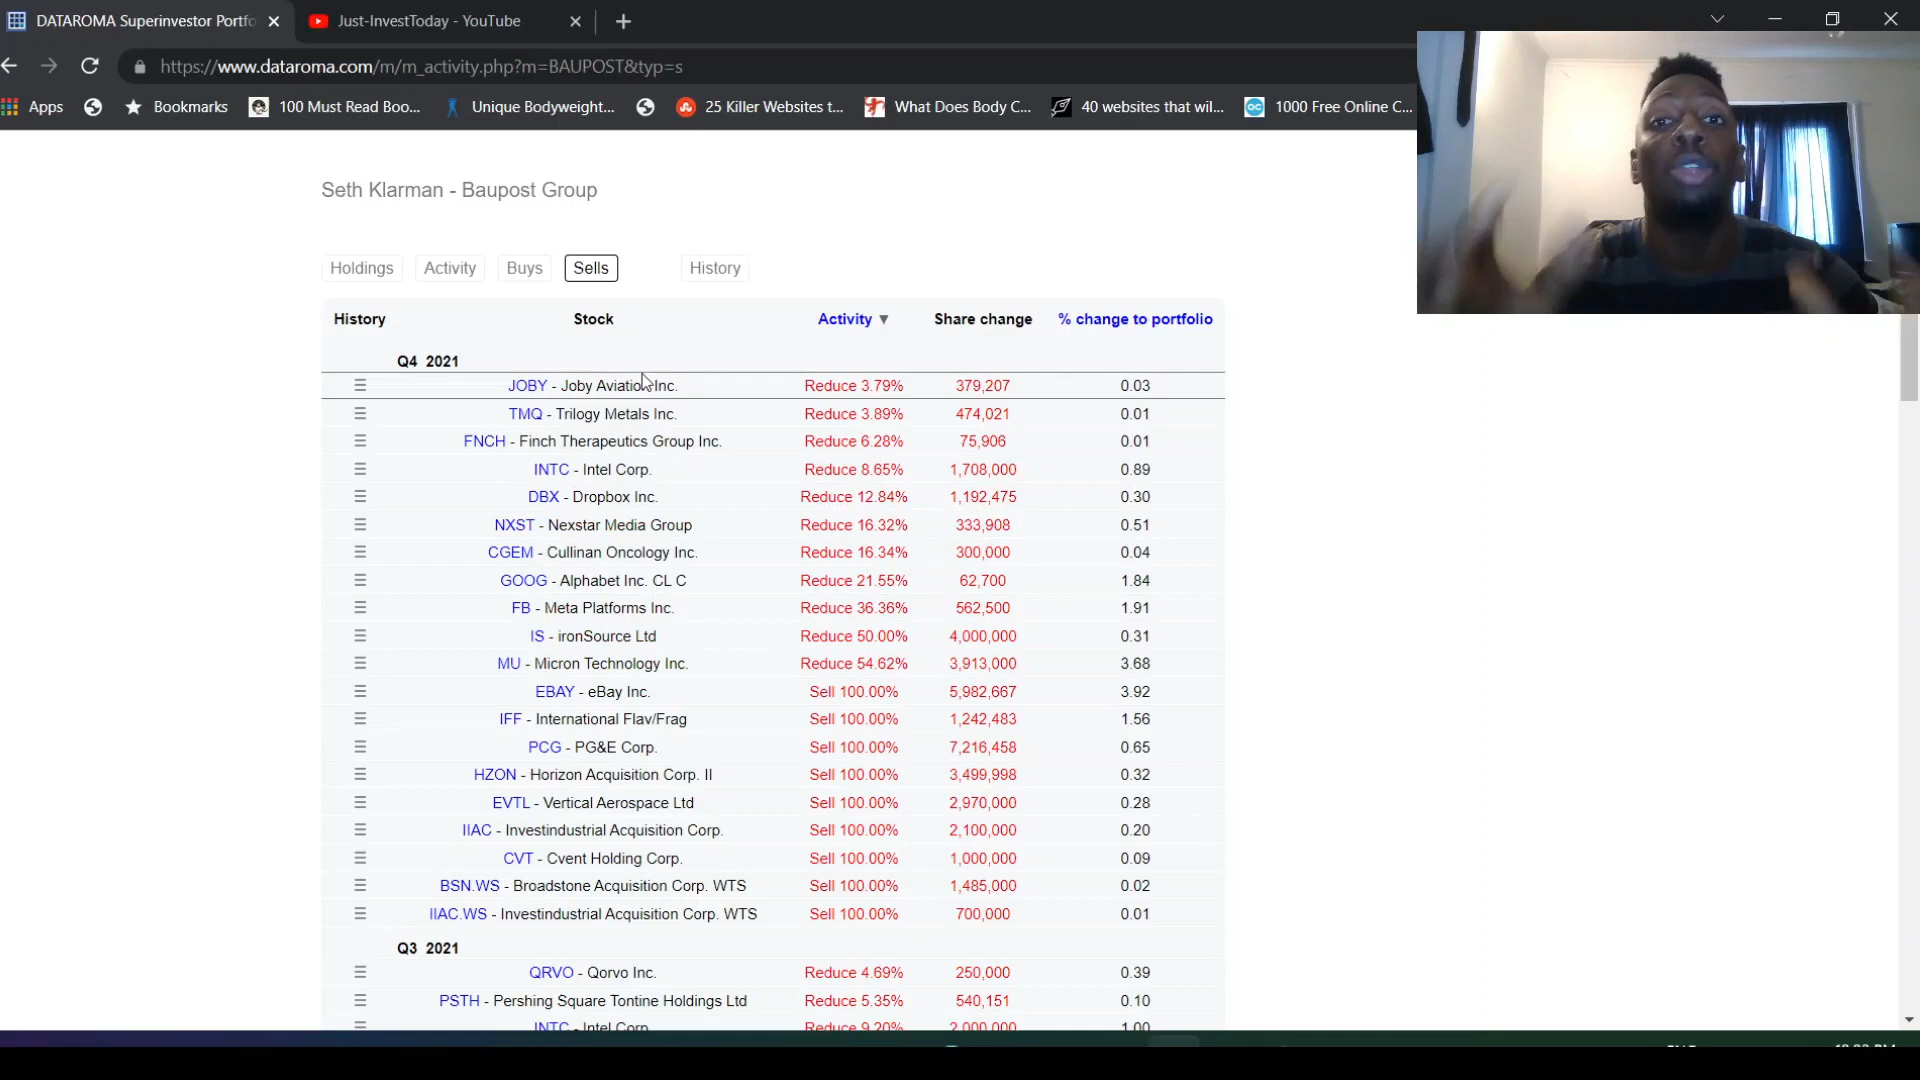 DATAROMA Superinvestor Portfo
Just-InvestToday - YouTube
https://www.dataroma.com/m/m_activity.php?m=BAUPOST&typ=s
Apps
Bookmarks
100 Must Read Boo...
Unique Bodyweight...
25 Killer Websites t...
What Does Body C...
40 websites that wil...
OC 1000 Free Online C...
Seth Klarman - Baupost Group
Holdings Activity Buys Sells History
History Stock Activity ▼ Share change % change to portfolio
Q4 2021
☰ JOBY - Joby Aviation Inc. Reduce 3.79% 379,207 0.03
☰ TMQ - Trilogy Metals Inc. Reduce 3.89% 474,021 0.01
☰ FNCH - Finch Therapeutics Group Inc. Reduce 6.28% 75,906 0.01
☰ INTC - Intel Corp. Reduce 8.65% 1,708,000 0.89
☰ DBX - Dropbox Inc. Reduce 12.84% 1,192,475 0.30
☰ NXST - Nexstar Media Group Reduce 16.32% 333,908 0.51
☰ CGEM - Cullinan Oncology Inc. Reduce 16.34% 300,000 0.04
☰ GOOG - Alphabet Inc. CL C Reduce 21.55% 62,700 1.84
☰ FB - Meta Platforms Inc. Reduce 36.36% 562,500 1.91
☰ IS - ironSource Ltd Reduce 50.00% 4,000,000 0.31
☰ MU - Micron Technology Inc. Reduce 54.62% 3,913,000 3.68
☰ EBAY - eBay Inc. Sell 100.00% 5,982,667 3.92
☰ IFF - International Flav/Frag Sell 100.00% 1,242,483 1.56
☰ PCG - PG&E Corp. Sell 100.00% 7,216,458 0.65
☰ HZON - Horizon Acquisition Corp. II Sell 100.00% 3,499,998 0.32
☰ EVTL - Vertical Aerospace Ltd Sell 100.00% 2,970,000 0.28
☰ IIAC - Investindustrial Acquisition Corp. Sell 100.00% 2,100,000 0.20
☰ CVT - Cvent Holding Corp. Sell 100.00% 1,000,000 0.09
☰ BSN.WS - Broadstone Acquisition Corp. WTS Sell 100.00% 1,485,000 0.02
☰ IIAC.WS - Investindustrial Acquisition Corp. WTS Sell 100.00% 700,000 0.01
Q3 2021
☰ QRVO - Qorvo Inc. Reduce 4.69% 250,000 0.39
☰ PSTH - Pershing Square Tontine Holdings Ltd Reduce 5.35% 540,151 0.10
☰ INTC - Intel Corp. Reduce 9.20% 2,000,000 1.00